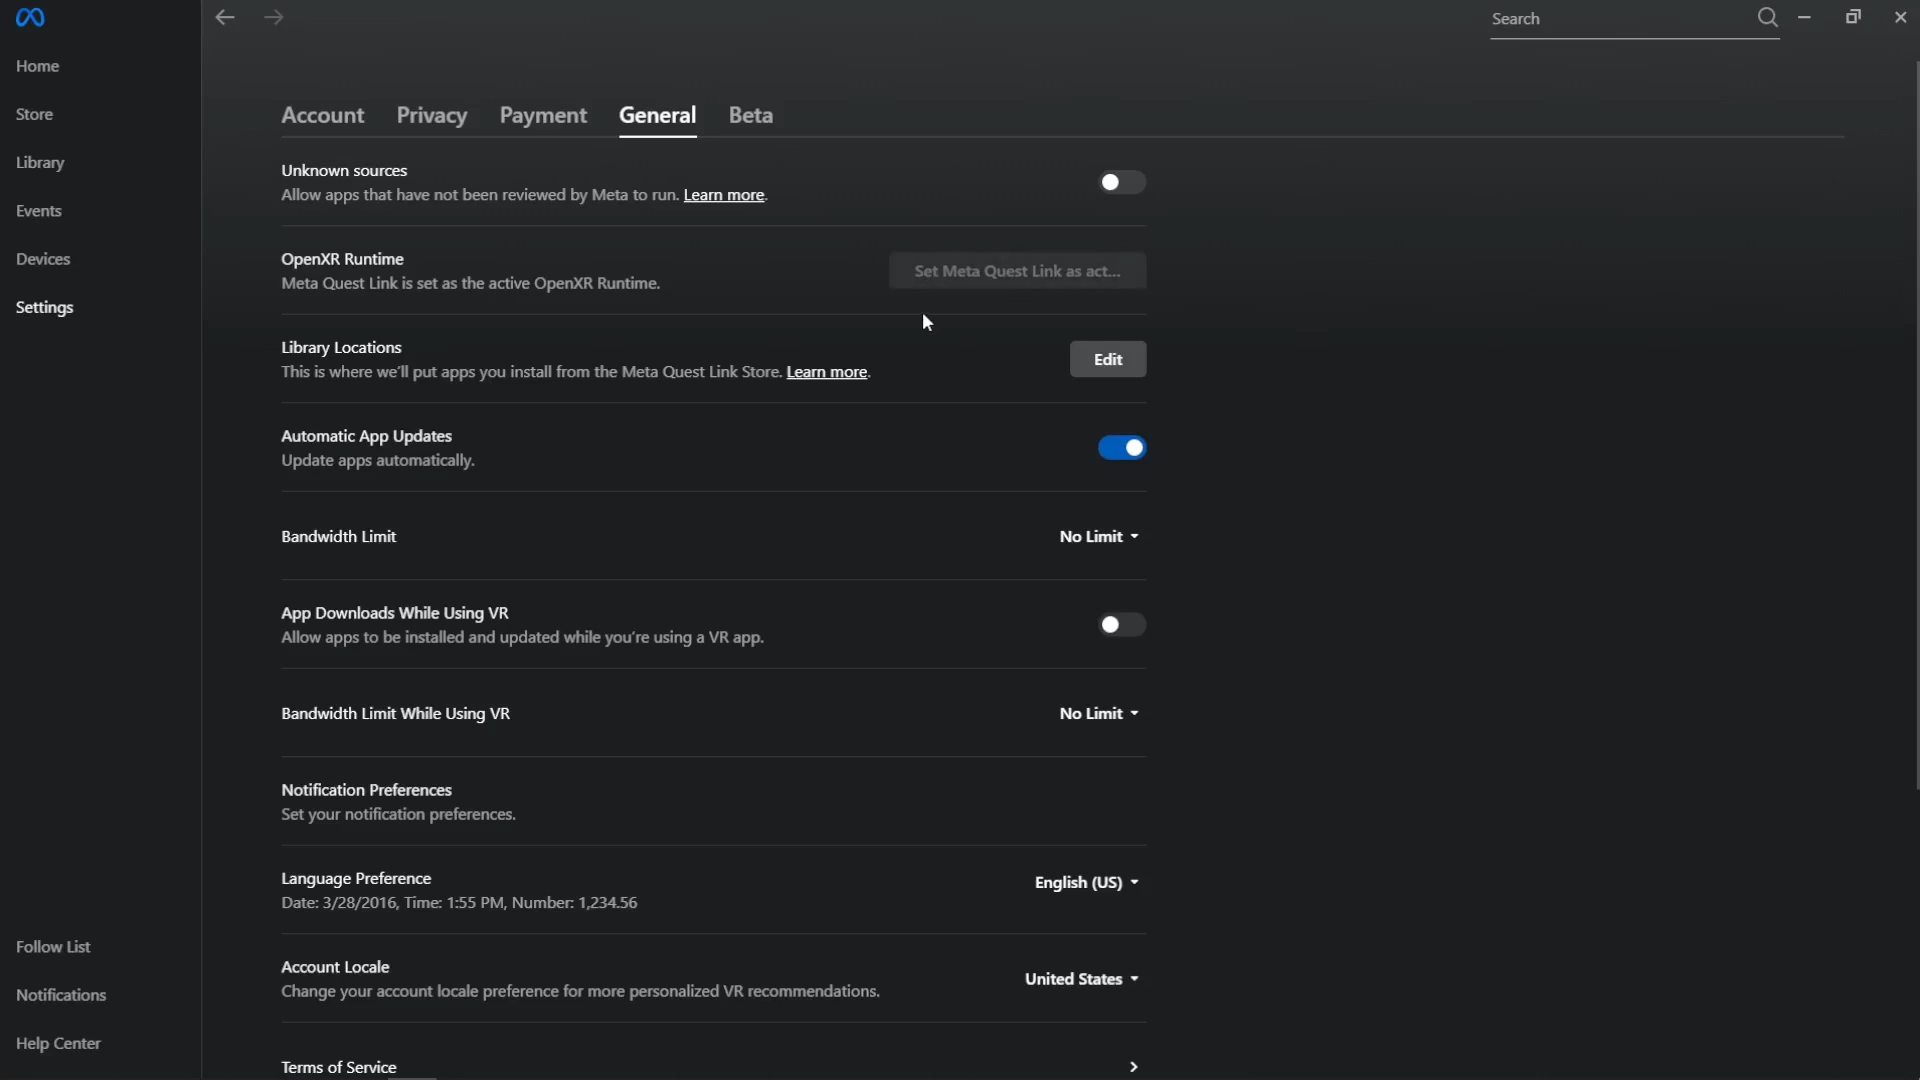 Search
Home
Store
Library
Events
Devices
Settings
Follow List
Notifications
Help Center
Account Privacy Payment General Beta
Unknown sources
Allow apps that have not been reviewed by Meta to run. Learn more.
OpenXR Runtime
Meta Quest Link is set as the active OpenXR Runtime.
Set Meta Quest Link as act...
Library Locations
This is where we'll put apps you install from the Meta Quest Link Store. Learn more.
Edit
Automatic App Updates
Update apps automatically.
Bandwidth Limit
No Limit
App Downloads While Using VR
Allow apps to be installed and updated while you're using a VR app.
Bandwidth Limit While Using VR
No Limit
Notification Preferences
Set your notification preferences.
Language Preference
Date: 3/28/2016, Time: 1:55 PM, Number: 1,234.56
English (US)
Account Locale
Change your account locale preference for more personalized VR recommendations.
United States
Terms of Service